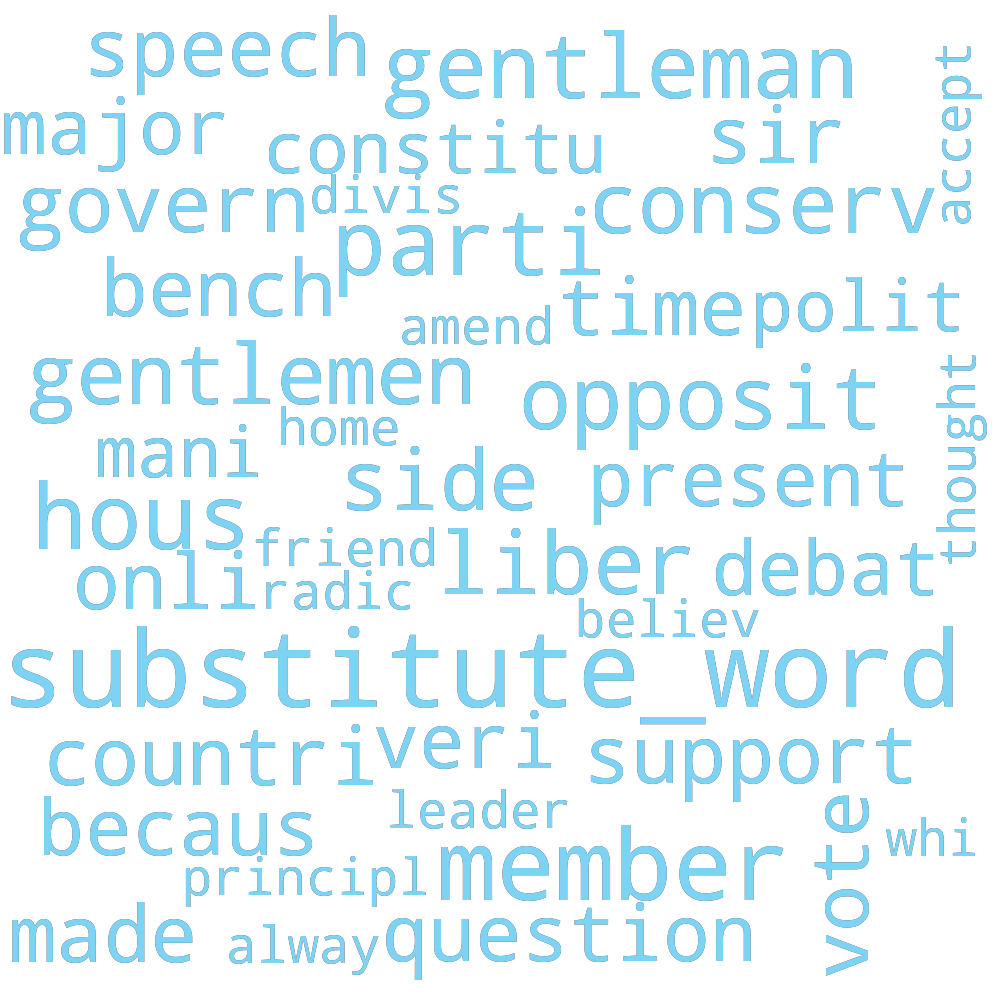 speech
gentleman
accept
major
constitu
sir
govern
divis
conserv
parti
bench
time
polit
amend
gentlemen
opposit
thought
home
mani
side
present
hous
friend
liber
debat
onli
radic
believ
substitute_word
countri
veri
support
becaus
leader
vote
whi
principl
member
made
alway
question